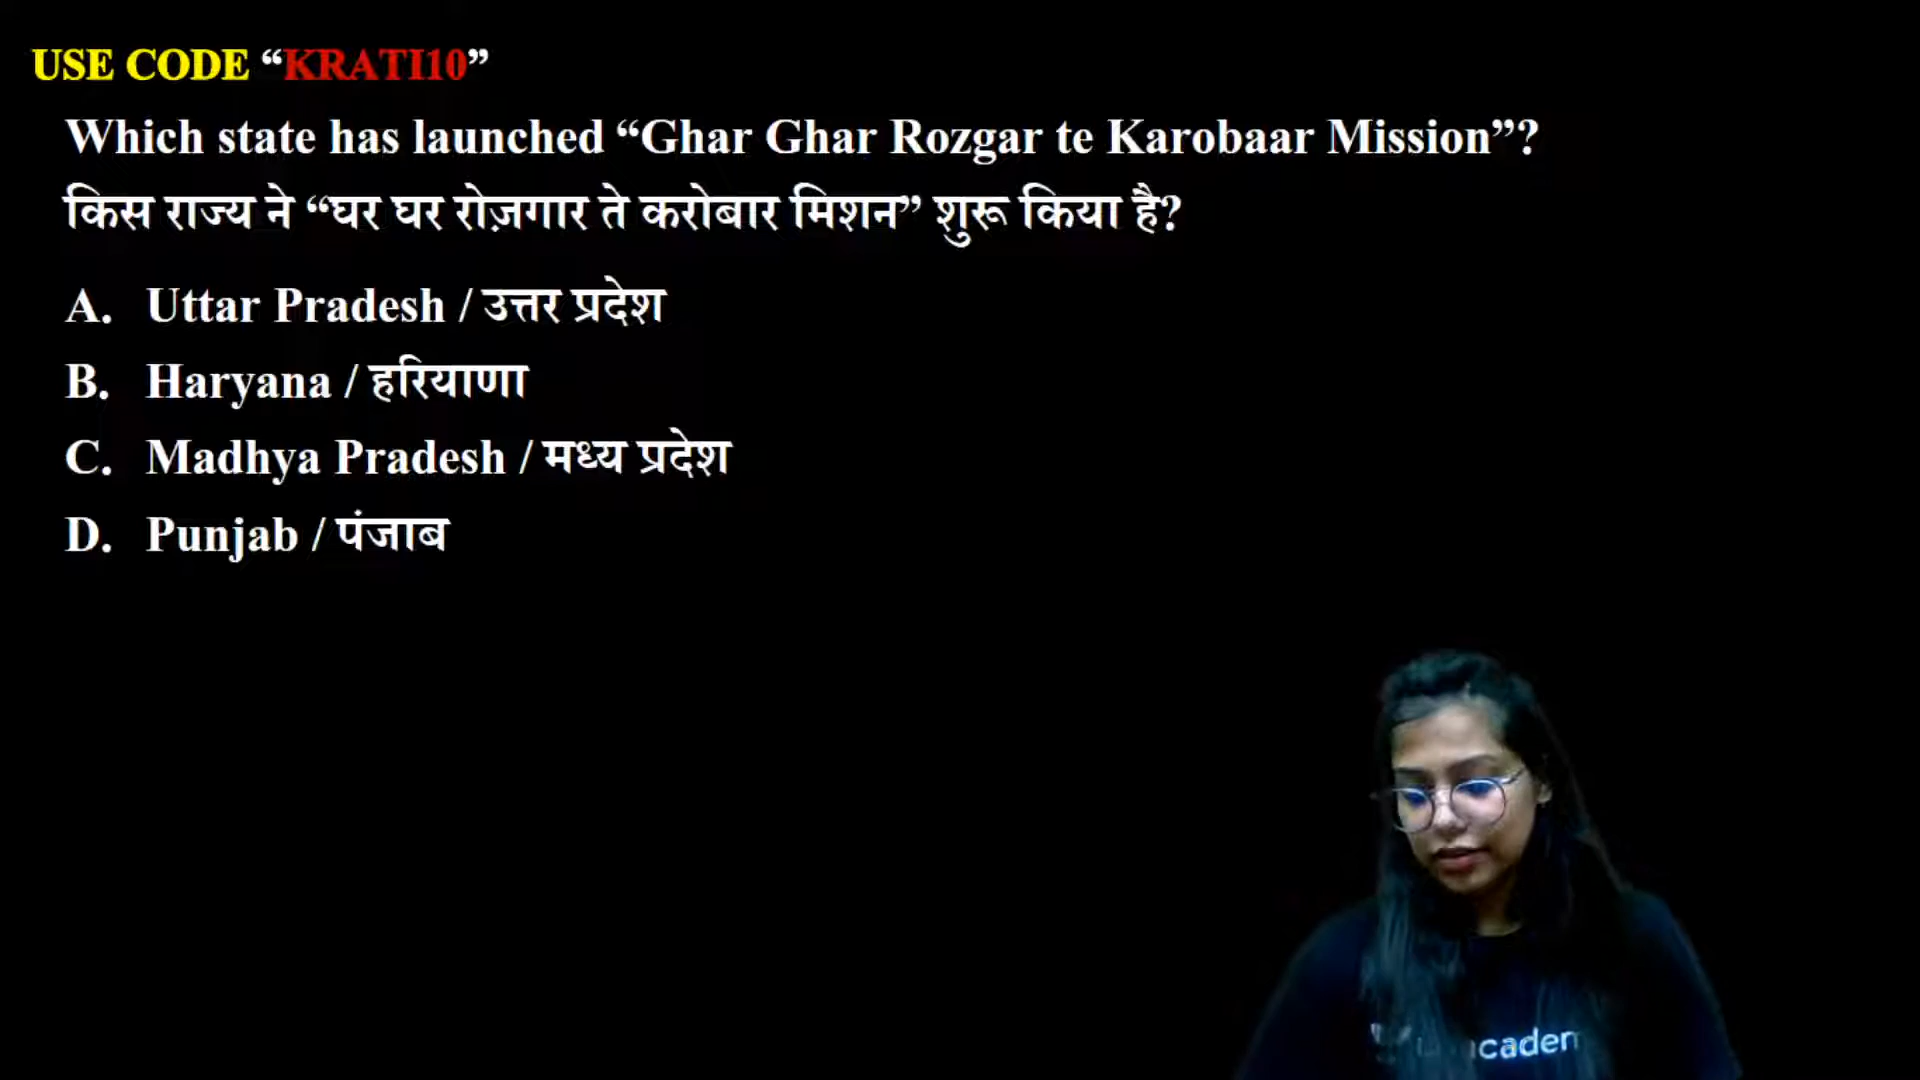 USE CODE “KRATI10”
Which state has launched “Ghar Ghar Rozgar te Karobaar Mission”?
किस राज्य ने “घर घर रोज़गार ते करोबार मिशन” शुरू किया है?
A. Uttar Pradesh / उत्तर प्रदेश
B. Haryana / हरियाणा
C. Madhya Pradesh / मध्य प्रदेश
D. Punjab / पंजाब